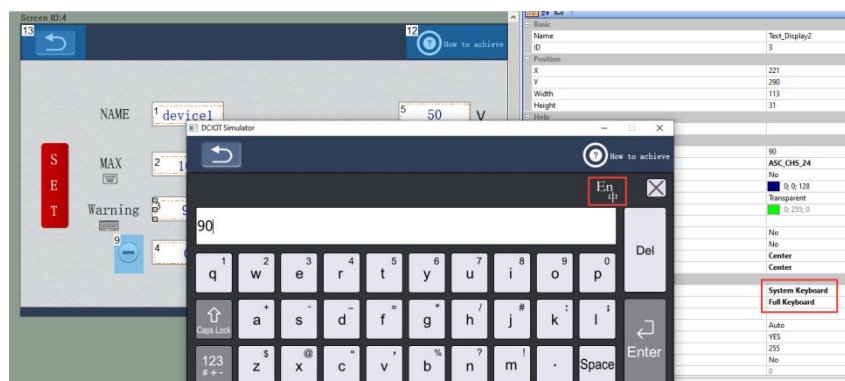 Screen ID:4
13
12
How to achieve
NAME
1 device1
5 50 V
SET
MAX
2
Warning
3
9
4
DCIOT Simulator
How to achieve
En中
90
Del
q 1 w 2 e 3 r 4 t 5 y 6 u 7 i 8 o 9 p 0
Caps Lock a + s - d _ f = g * h / j # k : l ;
Enter
123 #+- z $ x @ c " v ' b % n ? m ! . Space
Basic
Name Text_Display2
ID 3
Position
X 221
Y 290
Width 113
Height 31
Help
90
ASC_CHS_24
No
0; 0; 128
Transparent
0; 255; 0
No
No
Center
Center
System Keyboard
Full Keyboard
Auto
YES
255
No
0